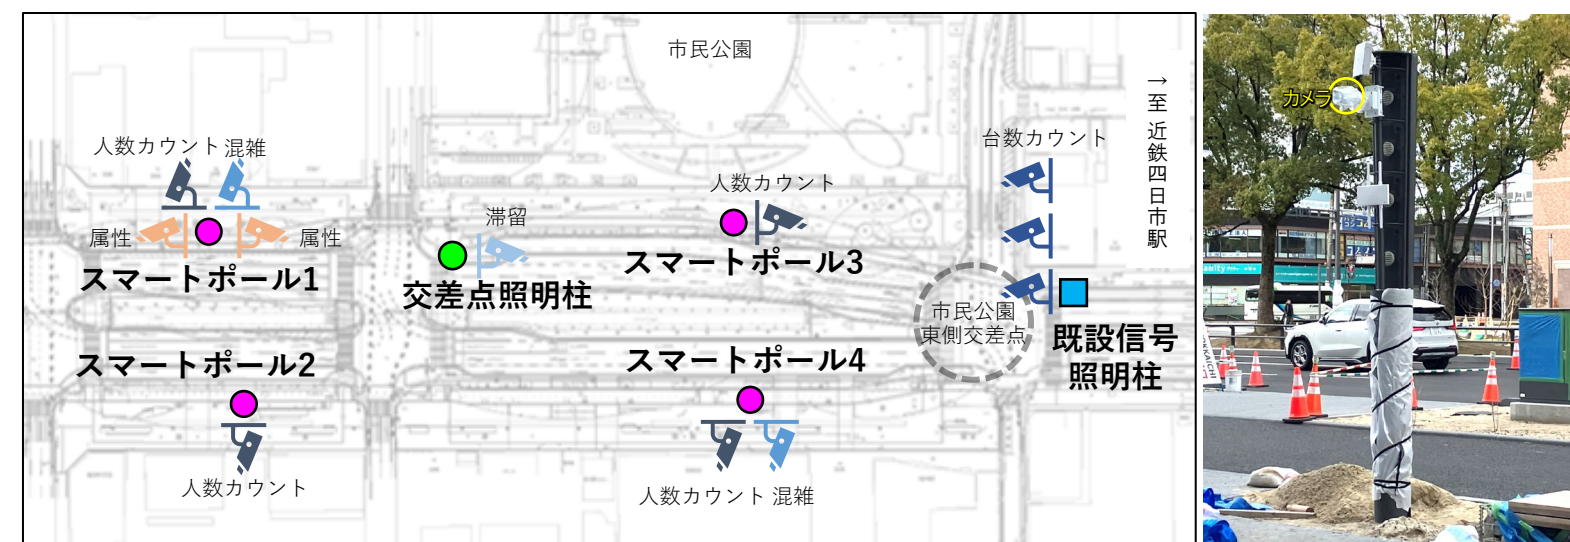 市民公園
→至 近鉄四日市駅
台数カウント
人数カウント 混雑
人数カウント
滞留
属性
属性
スマートポール3
スマートポール1
交差点照明柱
市民公園
東側交差点
既設信号
照明柱
スマートポール2
スマートポール4
人数カウント
人数カウント 混雑
カメラ